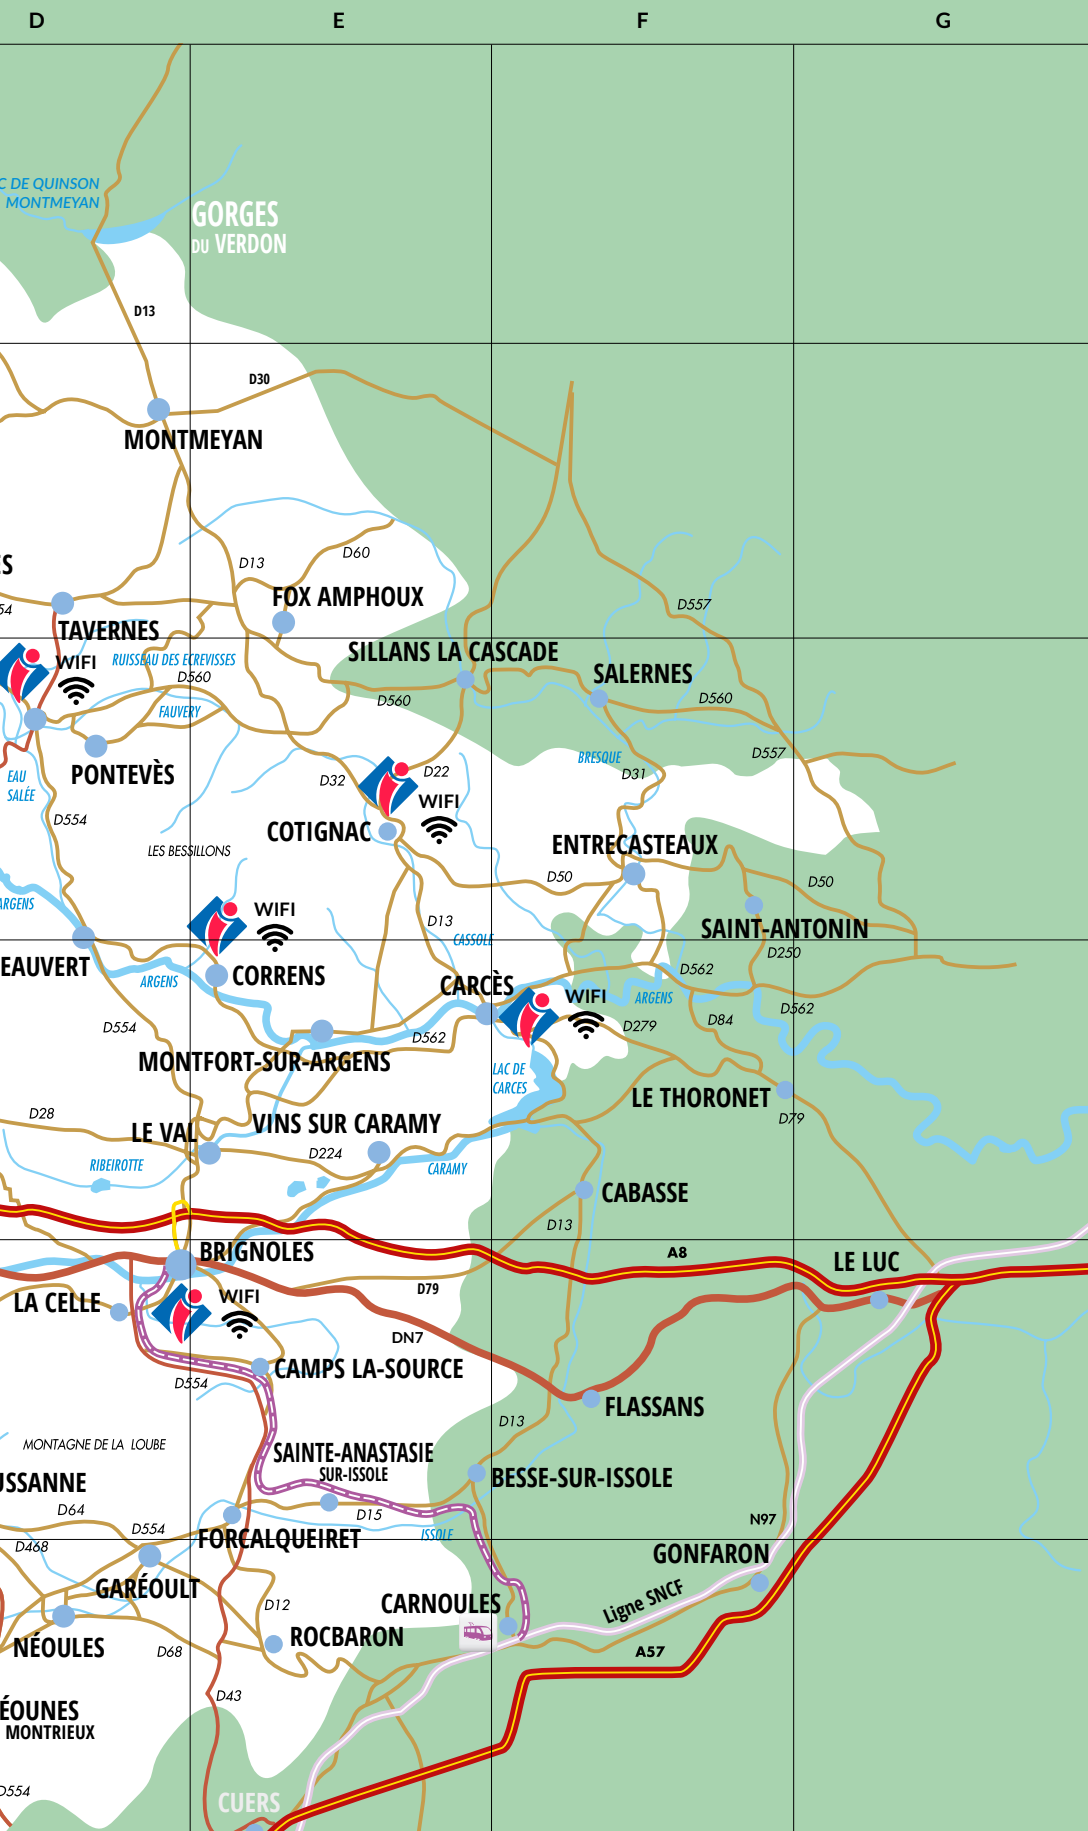 D E F G
C DE QUINSON
MONTMEYAN
GORGES
DU VERDON
D13
D30
MONTMEYAN
D60
D13
ES
FOX AMPHOUX
54
D557
TAVERNES
SILLANS LA CASCADE
WIFI
RUISSEAU DES ECREVISSES
SALERNES
D560
D560
D560
FAUVERY
D557
BRESQUE
PONTEVÈS
EAU
SALÉE
D32
D22
D31
WIFI
D554
COTIGNAC
ENTRECASTEAUX
LES BESSILLONS
D50
D50
ARGENS
WIFI
D13
SAINT-ANTONIN
CASSOLE
D250
EAUVERT
ARGENS
CORRENS
D562
CARCÈS
WIFI
ARGENS
D562
D554
D279
D84
D562
MONTFORT-SUR-ARGENS
LAC DE
CARCES
LE THORONET
D28
LE VAL
VINS SUR CARAMY
D79
D224
RIBEIROTTE
CARAMY
CABASSE
D13
BRIGNOLES
A8
LE LUC
D79
LA CELLE
WIFI
DN7
CAMPS LA-SOURCE
D554
FLASSANS
D13
MONTAGNE DE LA LOUBE
SAINTE-ANASTASIE
SUR-ISSOLE
USSANNE
BESSE-SUR-ISSOLE
D64
D15
N97
D554
FORCALQUEIRET
ISSOLE
D468
GONFARON
GARÉOULT
Ligne SNCF
D12
CARNOULES
NÉOULES
ROCBARON
D68
A57
D43
ÉOUNES
MONTRIEUX
D554
CUERS